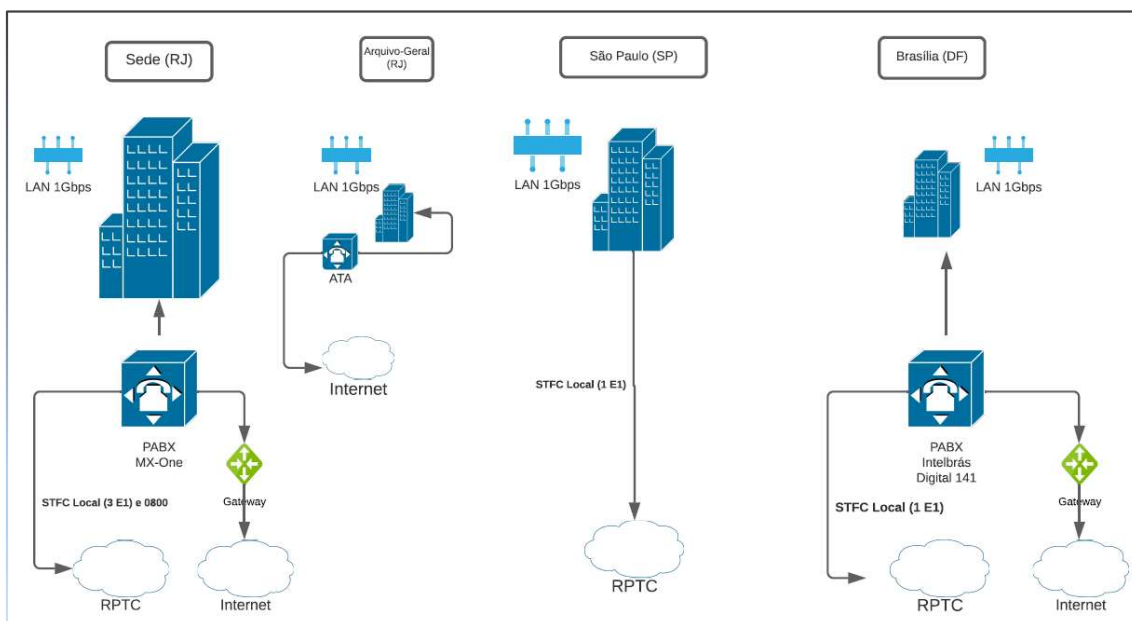 Sede (RJ)
LAN 1Gbps
PABX
MX-One
STFC Local (3 E1) e 0800
Gateway
RPTC
Internet
Arquivo-Geral
(RJ)
LAN 1Gbps
ATA
Internet
São Paulo (SP)
LAN 1Gbps
STFC Local (1 E1)
RPTC
Brasília (DF)
LAN 1Gbps
PABX
Intelbrás
Digital 141
STFC Local (1 E1)
Gateway
RPTC
Internet